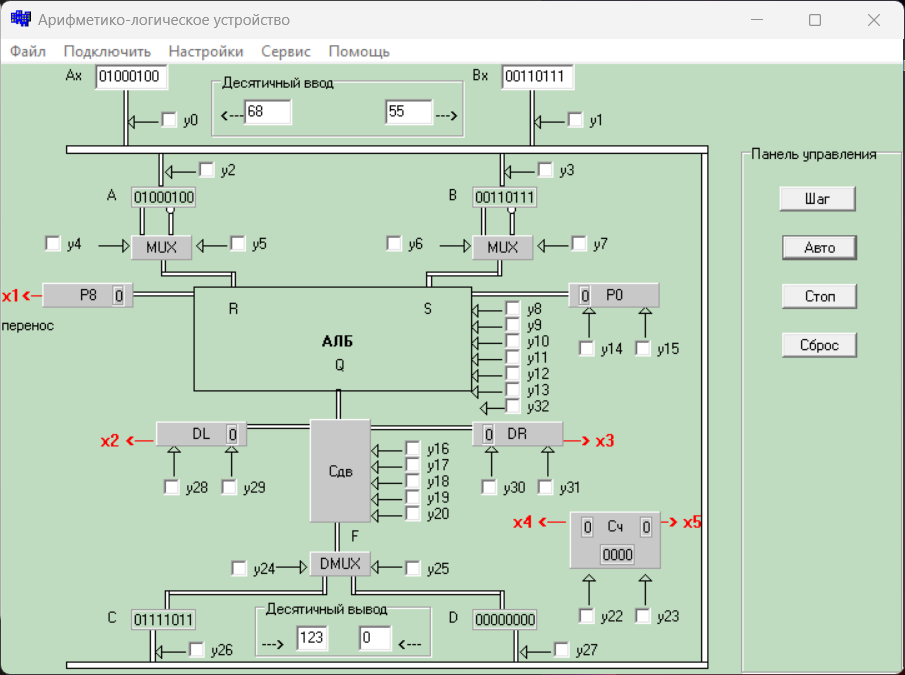 Арифметико-логическое устройство
Файл Подключить Настройки Сервис Помощь
Ax 01000100 Десятичный ввод Bx 00110111
<--- 68 55 --->
y0 y1
Панель управления
y2 y3
A 01000100 B 00110111
Шаг
y4 MUX y5 y6 MUX y7
Авто
x1 P8 0 0 P0
Стоп
перенос
R S y8
y9
АЛБ y10
y14 y15
Сброс
Q y11
y12
y13
y32
x2 DL 0 0 DR x3
y16
y17
Сдв y18
y28 y29 y30 y31
y19
y20
x4 0 Сч 0 x5
F 0000
y24 DMUX y25
Десятичный вывод y22 y23
C 01111011 D 00000000
---> 123 0 <---
y26 y27